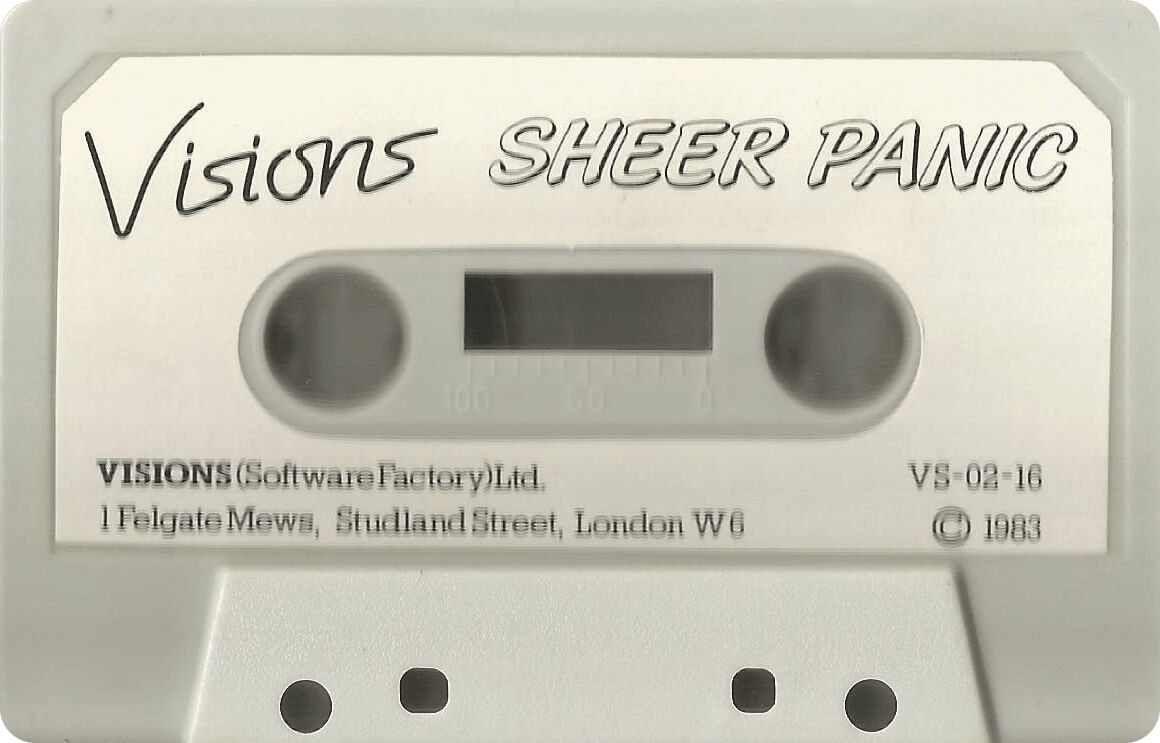 Visions SHEER PANIC
100 50 0
VISIONS (Software Factory) Ltd. VS-02-16
1 Felgate Mews, Studland Street, London W6 © 1983